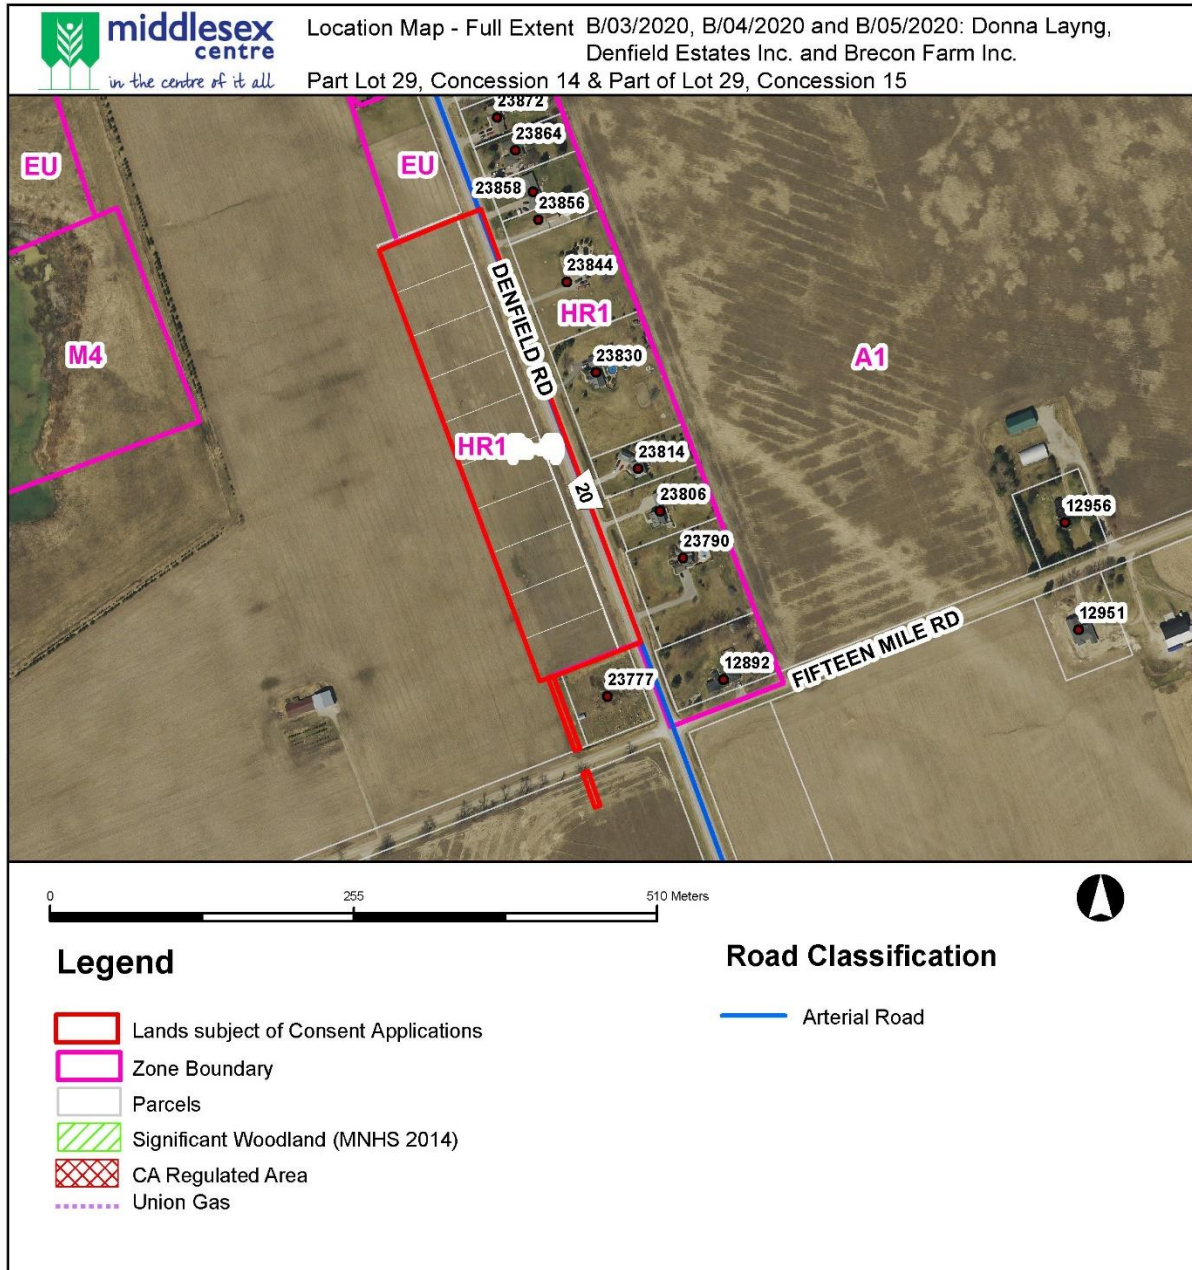 middlesex
centre
in the centre of it all
Location Map - Full Extent
B/03/2020, B/04/2020 and B/05/2020: Donna Layng,
Denfield Estates Inc. and Brecon Farm Inc.
Part Lot 29, Concession 14 & Part of Lot 29, Concession 15
23872
23864
EU
EU
23858
23856
DENFIELD RD
23844
HR1
M4
A1
23830
HR1
23814
20
23806
12956
23790
12951
FIFTEEN MILE RD
12892
23777
0
255
510 Meters
Legend
Lands subject of Consent Applications
Zone Boundary
Parcels
Significant Woodland (MNHS 2014)
CA Regulated Area
Union Gas
Road Classification
Arterial Road